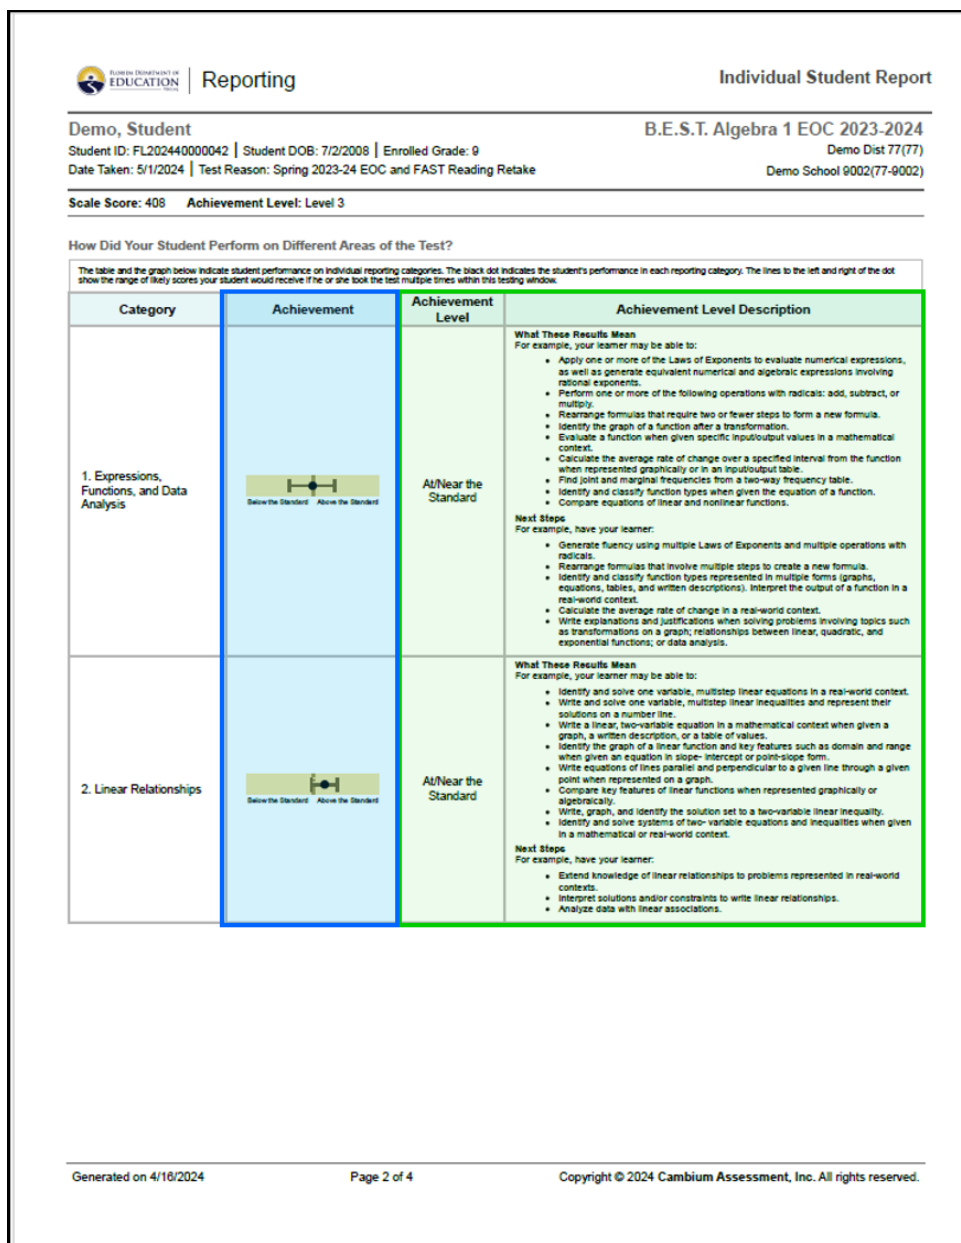 FLORIDA DEPARTMENT OF
EDUCATION
Reporting
Individual Student Report
Demo, Student
B.E.S.T. Algebra 1 EOC 2023-2024
Student ID: FL202440000042 | Student DOB: 7/2/2008 | Enrolled Grade: 9
Demo Dist 77(77)
Date Taken: 5/1/2024 | Test Reason: Spring 2023-24 EOC and FAST Reading Retake
Demo School 9002(77-9002)
Scale Score: 408 Achievement Level: Level 3
How Did Your Student Perform on Different Areas of the Test?
The table and the graph below indicate student performance on individual reporting categories. The black dot indicates the student's performance in each reporting category. The lines to the left and right of the dot
show the range of likely scores your student would receive if he or she took the test multiple times within this testing window.
Category
Achievement
Achievement
Level
Achievement Level Description
1. Expressions,
Functions, and Data
Analysis
Below the Standard Above the Standard
At/Near the
Standard
What These Results Mean
For example, your learner may be able to:
• Apply one or more of the Laws of Exponents to evaluate numerical expressions,
as well as generate equivalent numerical and algebraic expressions involving
rational exponents.
• Perform one or more of the following operations with radicals: add, subtract, or
multiply.
• Rearrange formulas that require two or fewer steps to form a new formula.
• Identify the graph of a function after a transformation.
• Evaluate a function when given specific input/output values in a mathematical
context.
• Calculate the average rate of change over a specified interval from the function
when represented graphically or in an input/output table.
• Find joint and marginal frequencies from a two-way frequency table.
• Identify and classify function types when given the equation of a function.
• Compare equations of linear and nonlinear functions.
Next Steps
For example, have your learner:
• Generate fluency using multiple Laws of Exponents and multiple operations with
radicals.
• Rearrange formulas that involve multiple steps to create a new formula.
• Identify and classify function types represented in multiple forms (graphs,
equations, tables, and written descriptions). Interpret the output of a function in a
real-world context.
• Calculate the average rate of change in a real-world context.
• Write explanations and justifications when solving problems involving topics such
as transformations on a graph; relationships between linear, quadratic, and
exponential functions; or data analysis.
2. Linear Relationships
Below the Standard Above the Standard
At/Near the
Standard
What These Results Mean
For example, your learner may be able to:
• Identify and solve one variable, multistep linear equations in a real-world context.
• Write and solve one variable, multistep linear inequalities and represent their
solutions on a number line.
• Write a linear, two-variable equation in a mathematical context when given a
graph, a written description, or a table of values.
• Identify the graph of a linear function and key features such as domain and range
when given an equation in slope- intercept or point-slope form.
• Write equations of lines parallel and perpendicular to a given line through a given
point when represented on a graph.
• Compare key features of linear functions when represented graphically or
algebraically.
• Write, graph, and identify the solution set to a two-variable linear inequality.
• Identify and solve systems of two- variable equations and inequalities when given
in a mathematical or real-world context.
Next Steps
For example, have your learner:
• Extend knowledge of linear relationships to problems represented in real-world
contexts.
• Interpret solutions and/or constraints to write linear relationships.
• Analyze data with linear associations.
Generated on 4/16/2024
Page 2 of 4
Copyright © 2024 Cambium Assessment, Inc. All rights reserved.